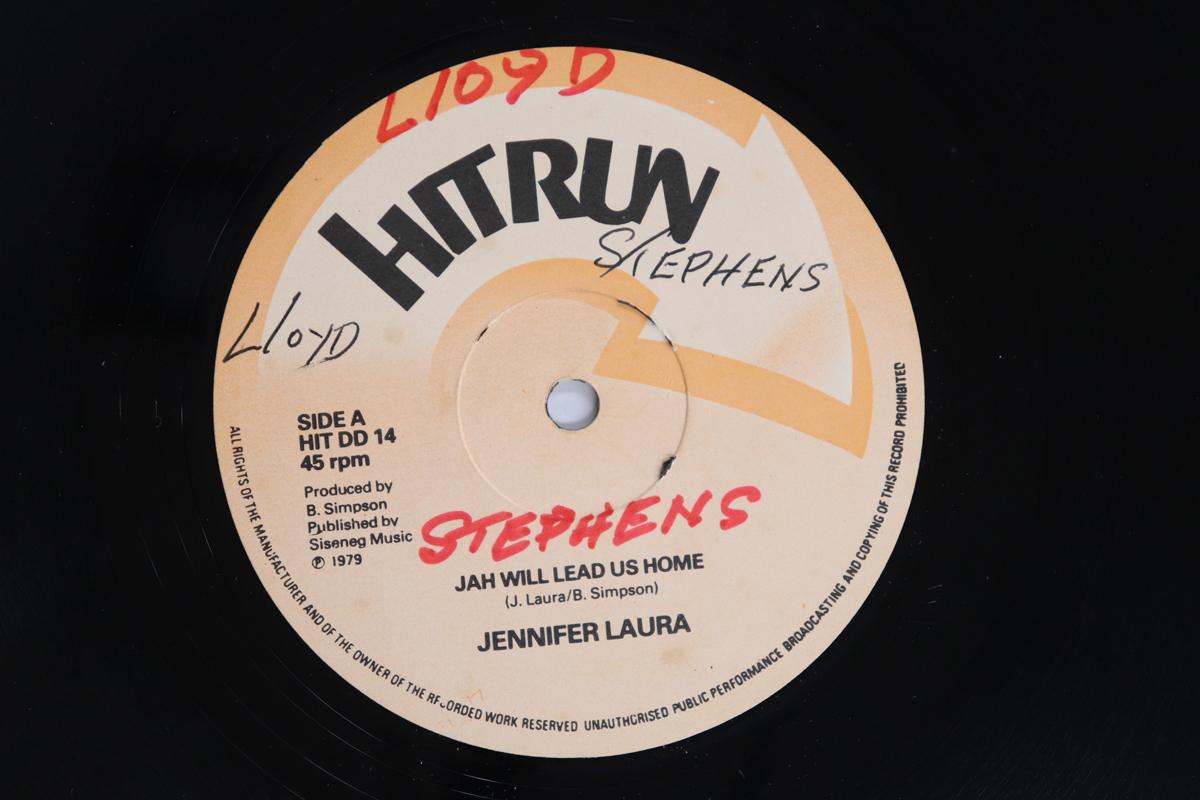 LlOYD
HITRUN
STEPHENS
LlOYD
SIDE A
HIT DD 14
45 rpm
Produced by
B. Simpson
Published by
Siseneg Music
℗ 1979
STEPHENS
JAH WILL LEAD US HOME
(J. Laura/B. Simpson)
JENNIFER LAURA
ALL RIGHTS OF THE MANUFACTURER AND OF THE OWNER OF THE RECORDED WORK RESERVED UNAUTHORISED PUBLIC PERFORMANCE BROADCASTING AND COPYING OF THIS RECORD PROHIBITED